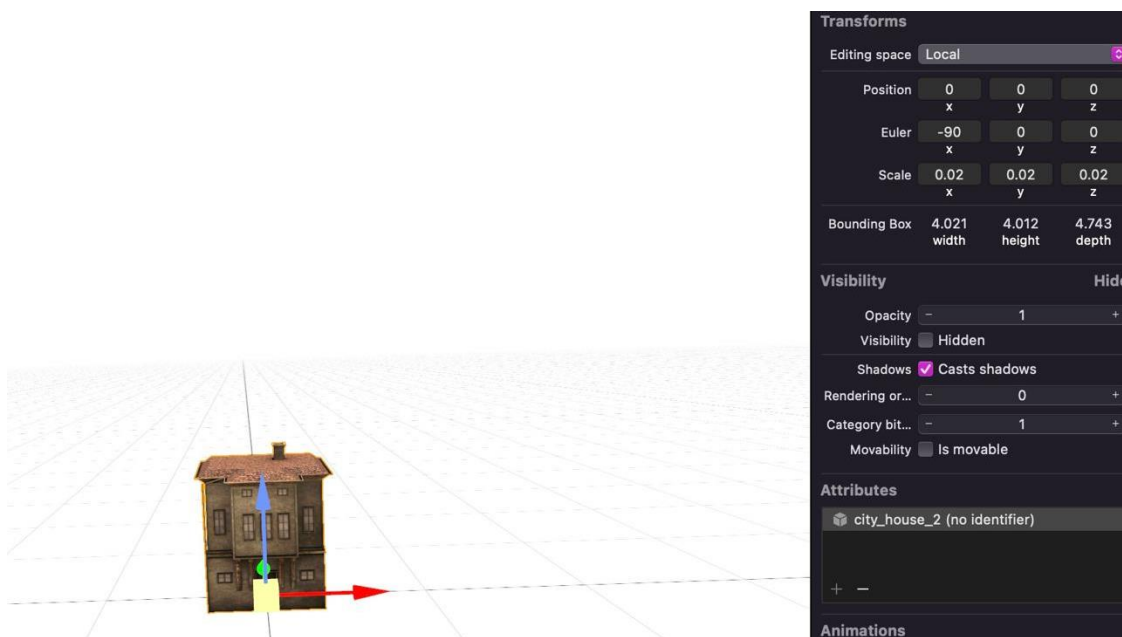 Transforms
Editing space Local
Position 0 0 0
x y z
Euler -90 0 0
x y z
Scale 0.02 0.02 0.02
x y z
Bounding Box 4.021 4.012 4.743
width height depth
Visibility Hid
Opacity − 1 +
Visibility Hidden
Shadows Casts shadows
Rendering or... − 0 +
Category bit... − 1 +
Movability Is movable
Attributes
city_house_2 (no identifier)
+ −
Animations